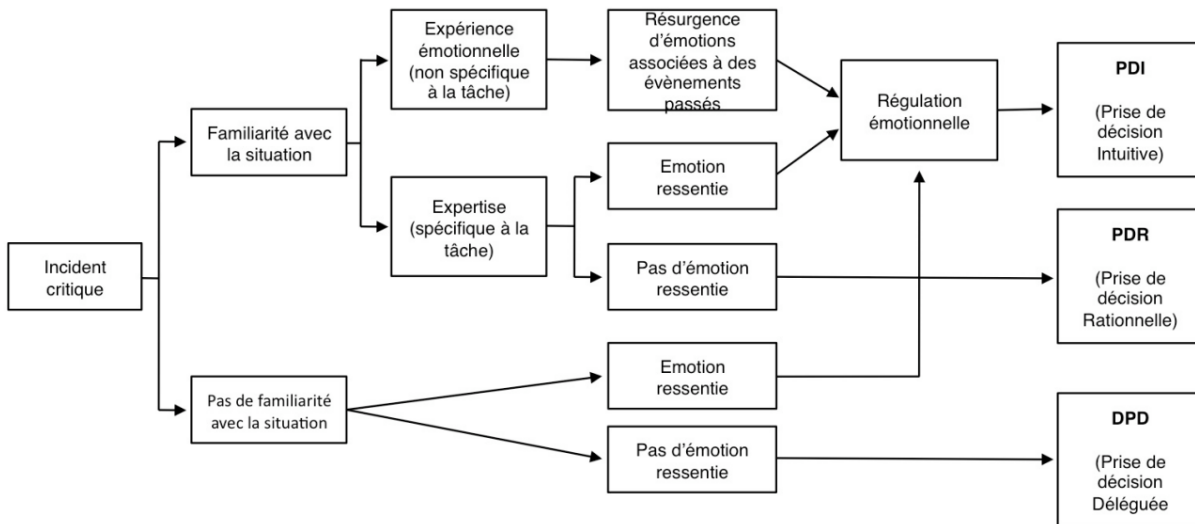 Incident
critique
Familiarité avec
la situation
Pas de familiarité
avec la situation
Expérience
émotionnelle
(non spécifique
à la tâche)
Expertise
(spécifique à la
tâche)
Résurgence
d'émotions
associées à des
évènements
passés
Emotion
ressentie
Pas d'émotion
ressentie
Emotion
ressentie
Pas d'émotion
ressentie
Régulation
émotionnelle
PDI
(Prise de
décision
Intuitive)
PDR
(Prise de
décision
Rationnelle)
DPD
(Prise de
décision
Déléguée